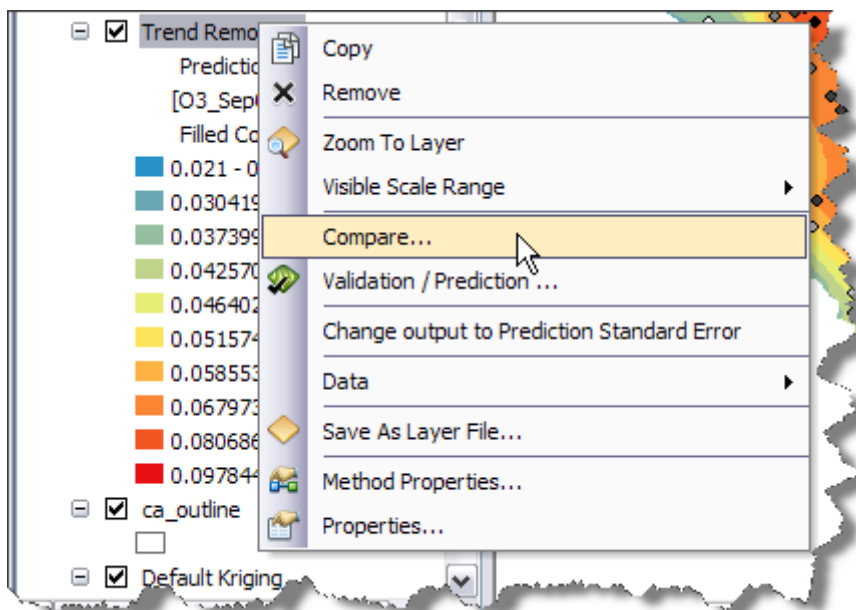 Trend Remo
Predictio
[O3_Sep0
Filled Co
0.021 - 0
0.030419
0.037399
0.042570
0.046402
0.051574
0.058553
0.067973
0.080686
0.097844
ca_outline
Default Kriging
Copy
Remove
Zoom To Layer
Visible Scale Range
Compare...
Validation / Prediction ...
Change output to Prediction Standard Error
Data
Save As Layer File...
Method Properties...
Properties...